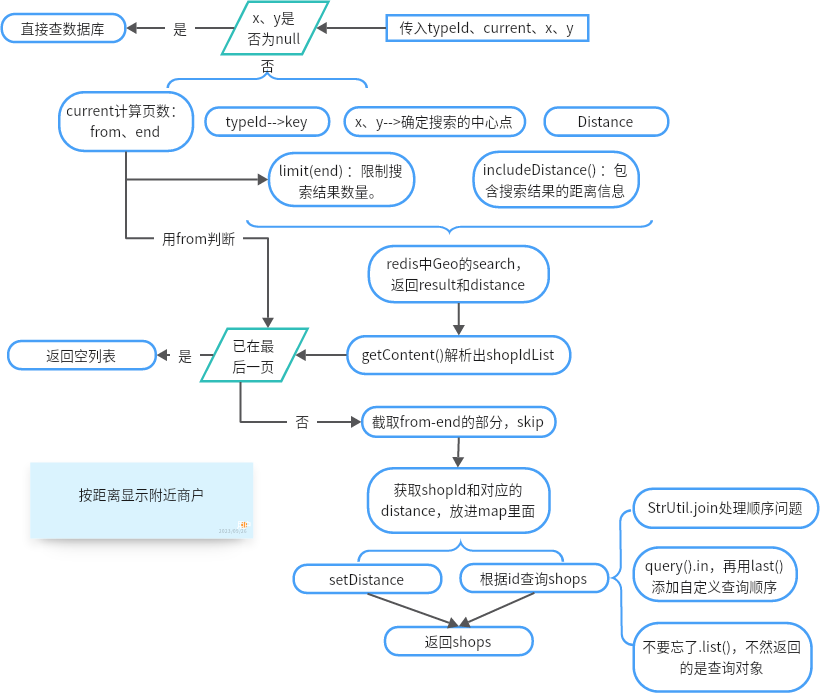 直接查数据库
是
x、y是
否为null
传入typeId、current、x、y
否
current计算页数：
from、end
typeId-->key
x、y-->确定搜索的中心点
Distance
limit(end) ：限制搜
索结果数量。
includeDistance() ：包
含搜索结果的距离信息
用from判断
redis中Geo的search，
返回result和distance
返回空列表
是
已在最
后一页
getContent()解析出shopIdList
否
截取from-end的部分，skip
按距离显示附近商户
获取shopId和对应的
distance，放进map里面
StrUtil.join处理顺序问题
query().in，再用last()
添加自定义查询顺序
setDistance
根据id查询shops
返回shops
不要忘了.list()，不然返回
的是查询对象